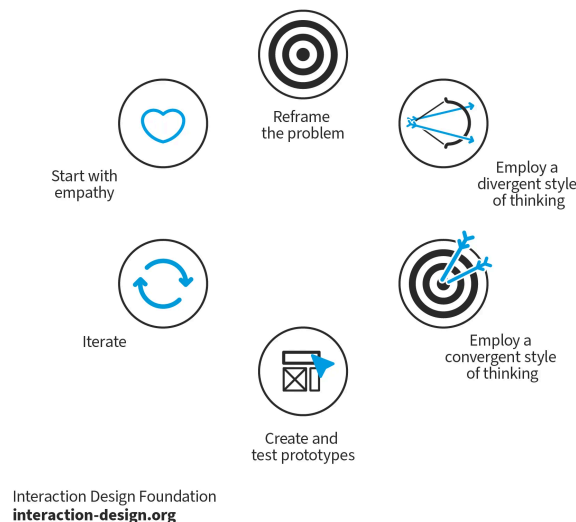 Reframe
the problem
Start with
empathy
Employ a
divergent style
of thinking
Iterate
Employ a
convergent style
of thinking
Create and
test prototypes
Interaction Design Foundation
interaction-design.org